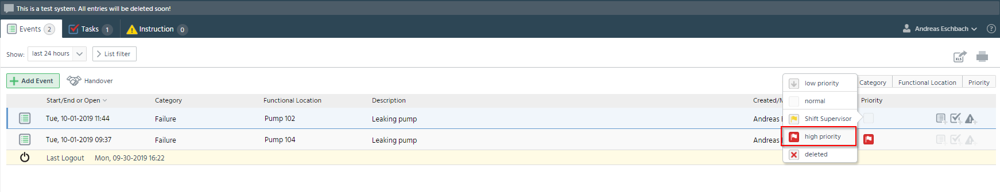 This is a test system. All entries will be deleted soon!
Events 2 Tasks 1 Instruction 0 Andreas Eschbach ?
Show: last 24 hours List filter XLS
Add Event Handover Category Functional Location Priority
Start/End or Open Category Functional Location Description Created/M Priority
Tue, 10-01-2019 11:44 Failure Pump 102 Leaking pump Andreas E
Tue, 10-01-2019 09:37 Failure Pump 104 Leaking pump Andreas E
Last Logout Mon, 09-30-2019 16:22
low priority
normal
Shift Supervisor
high priority
deleted